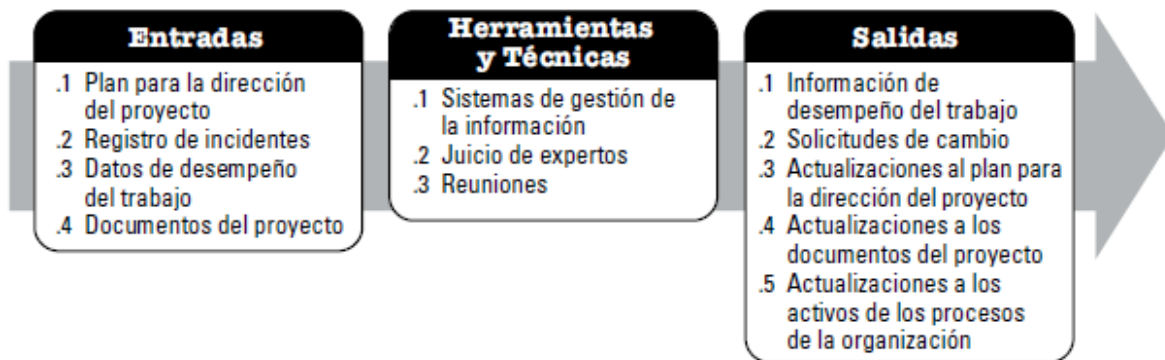 Entradas
.1 Plan para la dirección
del proyecto
.2 Registro de incidentes
.3 Datos de desempeño
del trabajo
.4 Documentos del proyecto
Herramientas
y Técnicas
.1 Sistemas de gestión de
la información
.2 Juicio de expertos
.3 Reuniones
Salidas
.1 Información de
desempeño del trabajo
.2 Solicitudes de cambio
.3 Actualizaciones al plan para
la dirección del proyecto
.4 Actualizaciones a los
documentos del proyecto
.5 Actualizaciones a los
activos de los procesos
de la organización